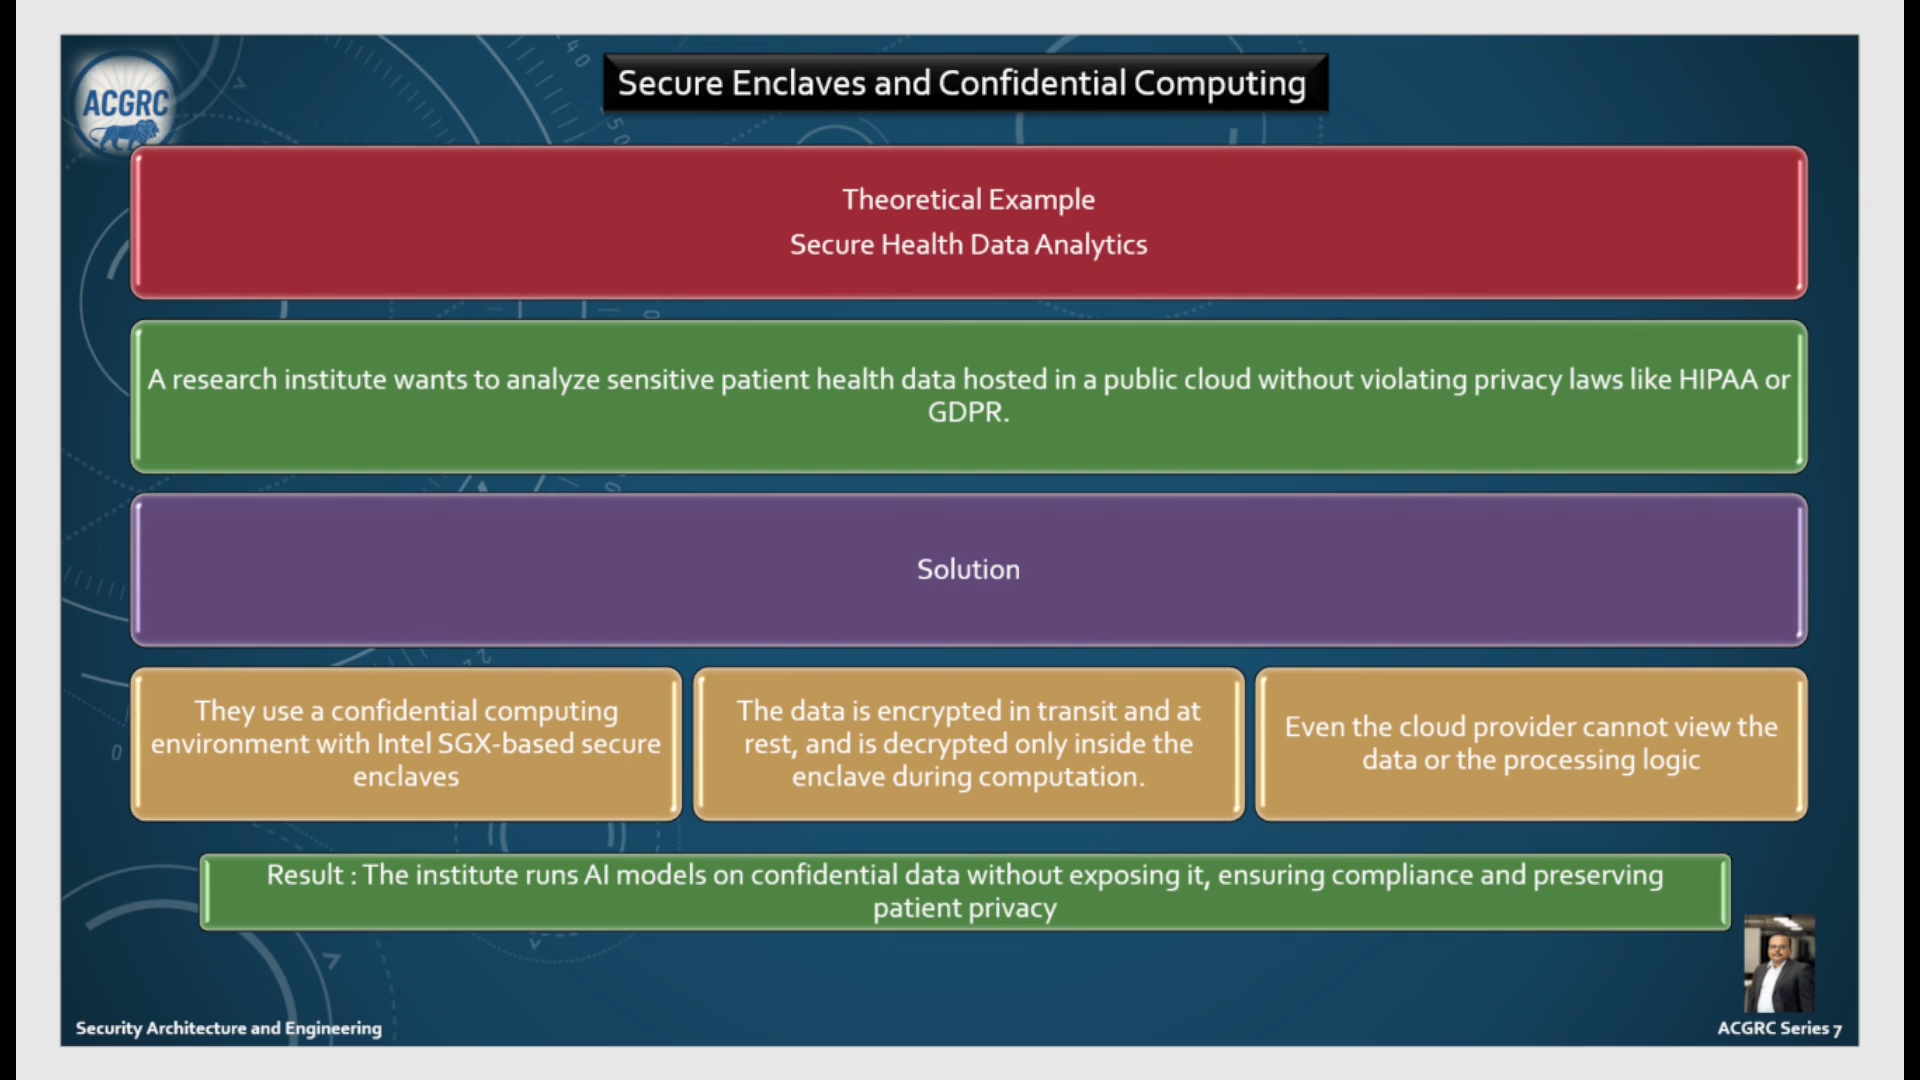 ACGRC
Secure Enclaves and Confidential Computing
Theoretical Example
Secure Health Data Analytics
A research institute wants to analyze sensitive patient health data hosted in a public cloud without violating privacy laws like HIPAA or
GDPR.
Solution
They use a confidential computing
environment with Intel SGX-based secure
enclaves
The data is encrypted in transit and at
rest, and is decrypted only inside the
enclave during computation.
Even the cloud provider cannot view the
data or the processing logic
Result : The institute runs AI models on confidential data without exposing it, ensuring compliance and preserving
patient privacy
Security Architecture and Engineering
ACGRC Series 7